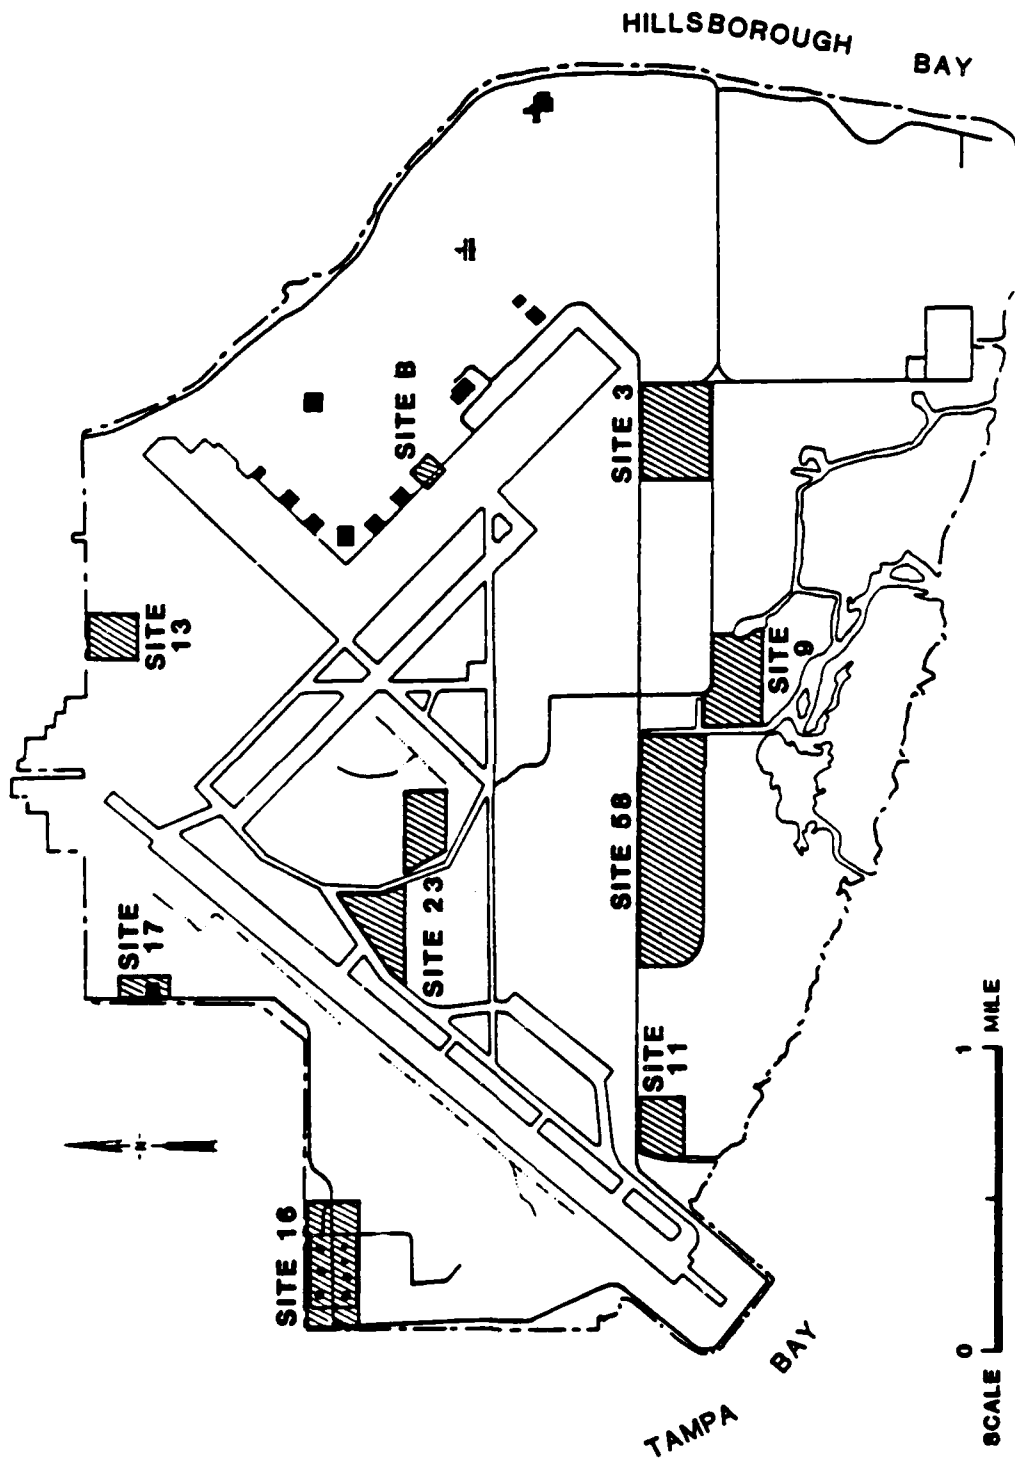 HILLSBOROUGH BAY
SITE B
SITE 3
SITE
13
SITE
9
SITE 23
SITE 58
SITE
17
SITE
11
SITE 16
N
TAMPA BAY
SCALE
0
1 MILE